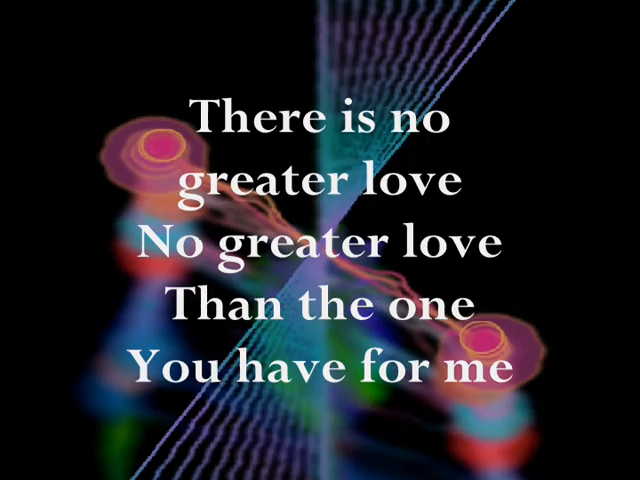 There is no
greater love
No greater love
Than the one
You have for me